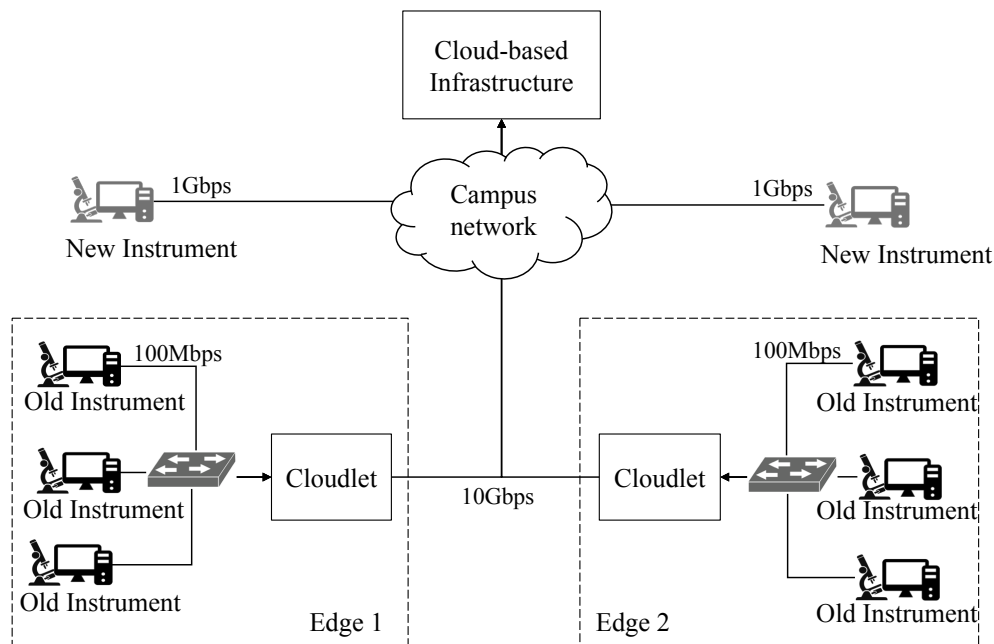 Cloud-based
Infrastructure
1Gbps
Campus
network
1Gbps
New Instrument
New Instrument
100Mbps
Old Instrument
Old Instrument
Old Instrument
Cloudlet
10Gbps
Cloudlet
100Mbps
Old Instrument
Old Instrument
Old Instrument
Edge 1
Edge 2